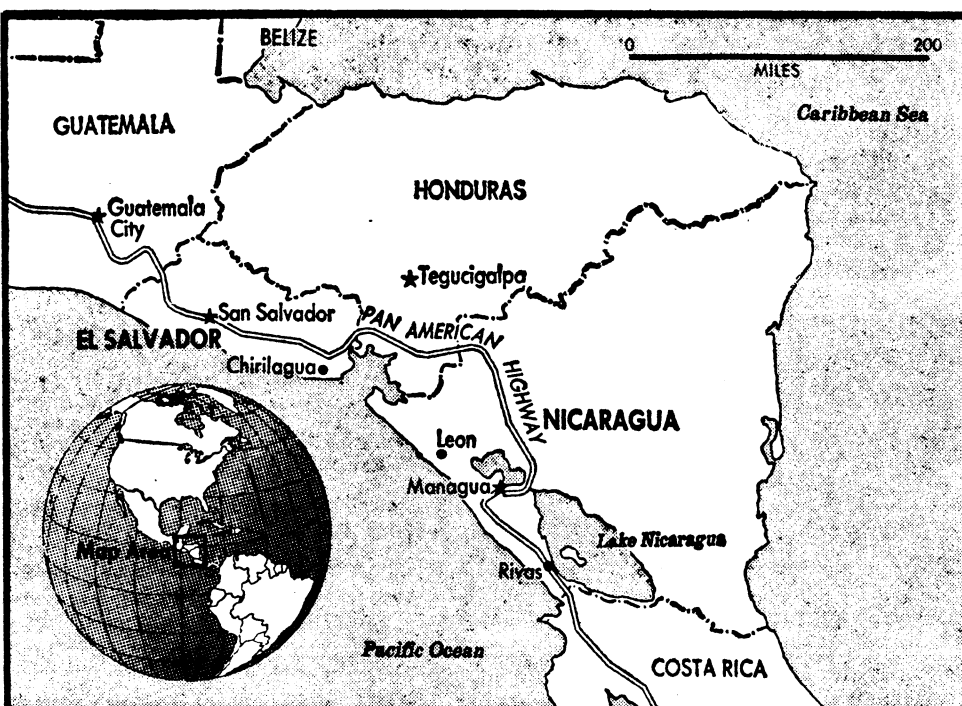 BELIZE
0 200
MILES
Caribbean Sea
GUATEMALA
HONDURAS
Guatemala
City
Tegucigalpa
San Salvador
PAN AMERICAN HIGHWAY
EL SALVADOR
Chirilagua
NICARAGUA
Leon
Managua
Lake Nicaragua
Map Area
Rivas
Pacific Ocean
COSTA RICA